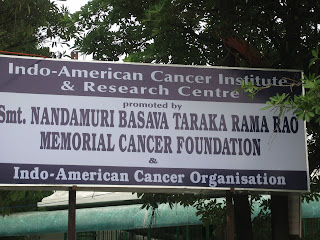 Indo-American Cancer Institute
& Research Centre
promoted by
Smt. NANDAMURI BASAVA TARAKA RAMA RAO
MEMORIAL CANCER FOUNDATION
&
Indo-American Cancer Organisation